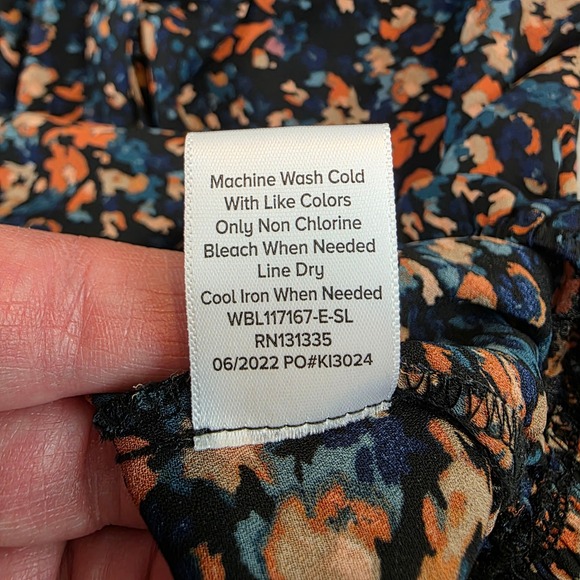 Machine Wash Cold
With Like Colors
Only Non Chlorine
Bleach When Needed
Line Dry
Cool Iron When Needed
WBL117167-E-SL
RN131335
06/2022 PO#KI3024